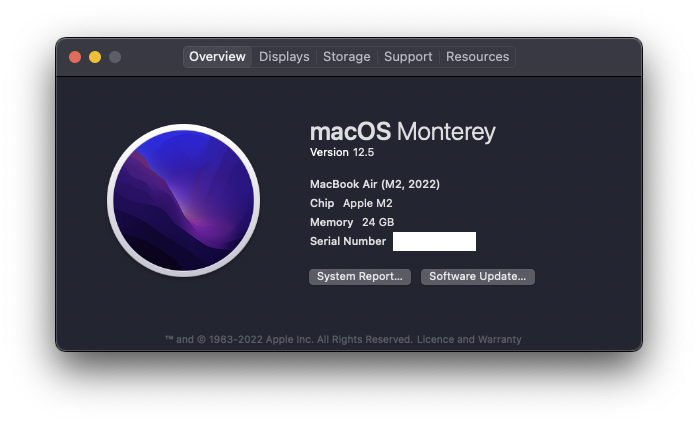 Overview Displays Storage Support Resources
macOS Monterey
Version 12.5
MacBook Air (M2, 2022)
Chip Apple M2
Memory 24 GB
Serial Number
System Report... Software Update...
™ and © 1983-2022 Apple Inc. All Rights Reserved. Licence and Warranty